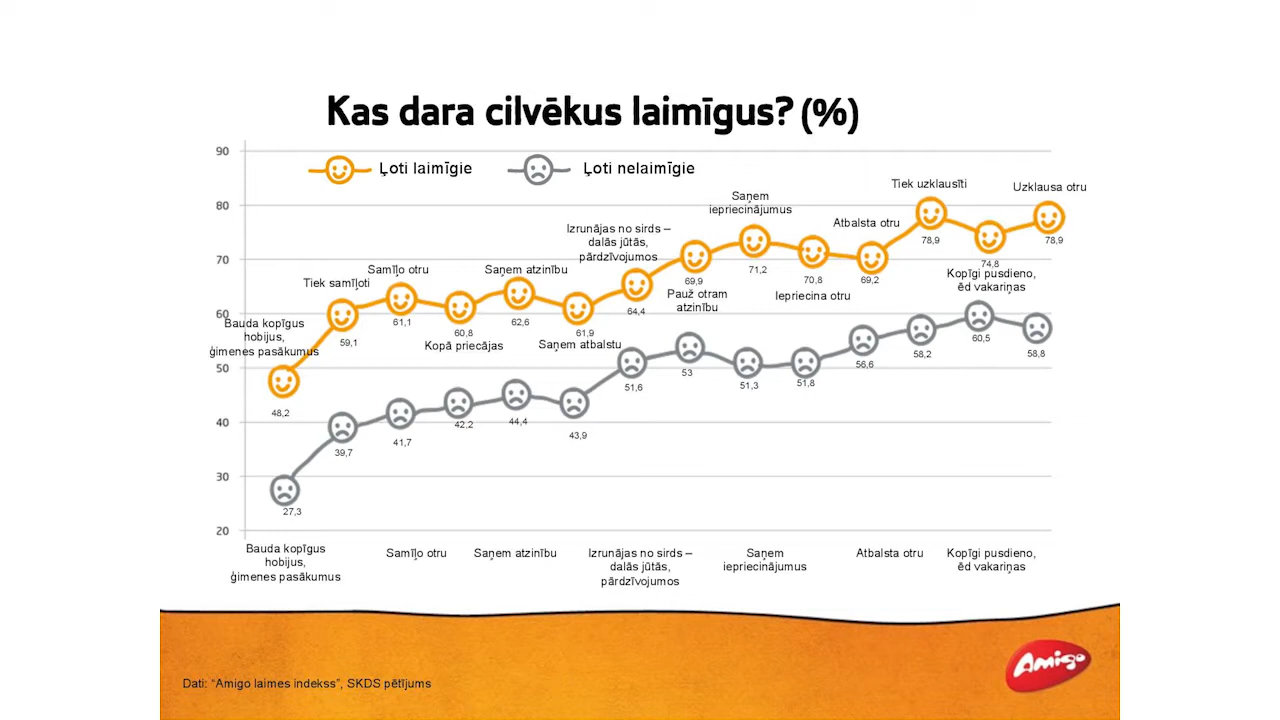 Kas dara cilvēkus laimīgus? (%)
90
Ļoti laimīgie
Ļoti nelaimīgie
Tiek uzklausīti
Uzklausa otru
80
Saņem
iepriecinājumus
Atbalsta otru
78,9
78,9
Izrunājas no sirds –
dalās jūtās,
pārdzīvojumos
70
Samīļo otru
Saņem atzinību
71,2
74,8
Kopīgi pusdieno,
ēd vakariņas
Tiek samīļoti
69,9
70,8
69,2
Pauž otram
atzinību
Iepriecina otru
60
61,1
62,6
64,4
Bauda kopīgus
hobijus,
ģimenes pasākumus
59,1
60,8
61,9
Kopā priecājas
Saņem atbalstu
60,5
58,2
58,8
56,6
50
51,6
53
51,3
51,8
48,2
40
39,7
41,7
42,2
44,4
43,9
30
27,3
20
Bauda kopīgus
hobijus,
ģimenes pasākumus
Samīļo otru
Saņem atzinību
Izrunājas no sirds –
dalās jūtās,
pārdzīvojumos
Saņem
iepriecinājumus
Atbalsta otru
Kopīgi pusdieno,
ēd vakariņas
Amigo
Dati: “Amigo laimes indekss”, SKDS pētījums